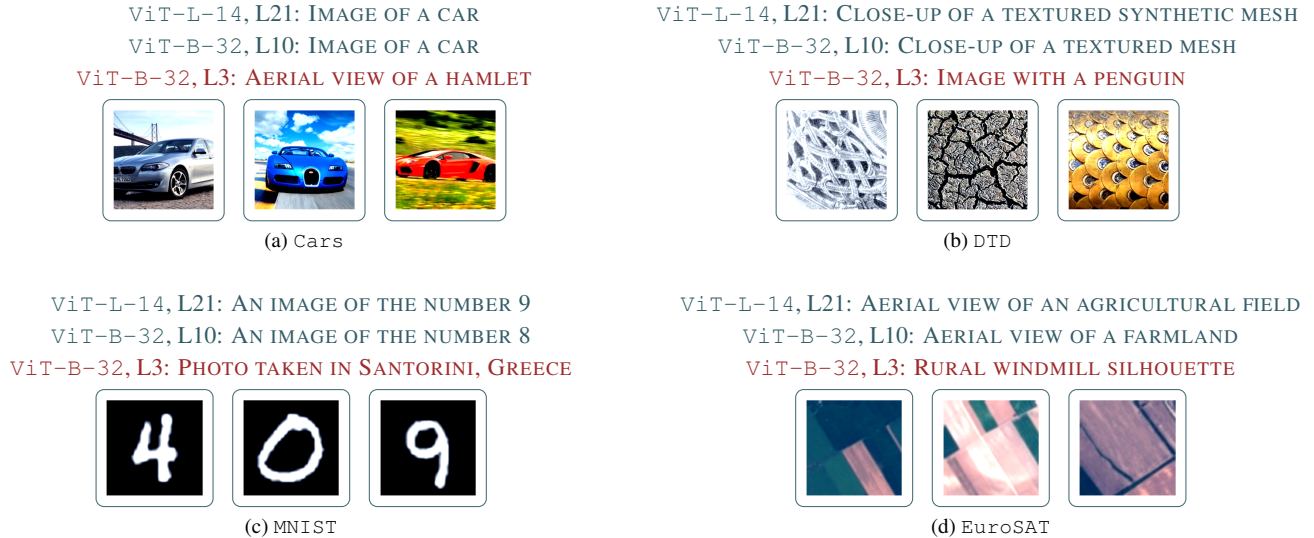 ViT-L-14, L21: IMAGE OF A CAR
ViT-B-32, L10: IMAGE OF A CAR
ViT-B-32, L3: AERIAL VIEW OF A HAMLET
(a) Cars
ViT-L-14, L21: CLOSE-UP OF A TEXTURED SYNTHETIC MESH
ViT-B-32, L10: CLOSE-UP OF A TEXTURED MESH
ViT-B-32, L3: IMAGE WITH A PENGUIN
(b) DTD
ViT-L-14, L21: AN IMAGE OF THE NUMBER 9
ViT-B-32, L10: AN IMAGE OF THE NUMBER 8
ViT-B-32, L3: PHOTO TAKEN IN SANTORINI, GREECE
4 0 9
(c) MNIST
ViT-L-14, L21: AERIAL VIEW OF AN AGRICULTURAL FIELD
ViT-B-32, L10: AERIAL VIEW OF A FARMLAND
ViT-B-32, L3: RURAL WINDMILL SILHOUETTE
(d) EuroSAT